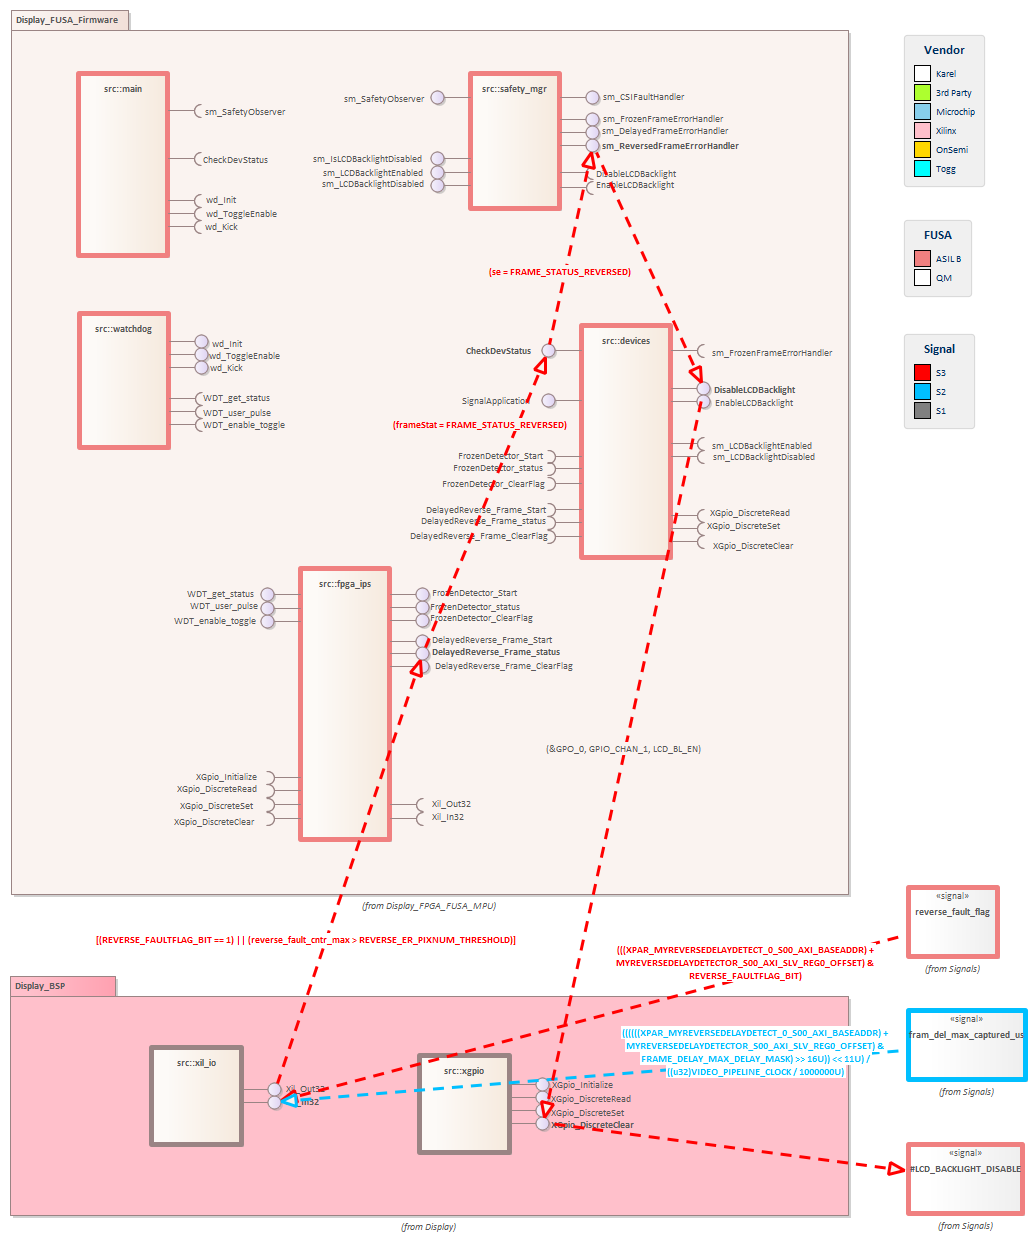 Display_FUSA_Firmware
src::main
sm_SafetyObserver
CheckDevStatus
wd_Init
wd_ToggleEnable
wd_Kick
sm_SafetyObserver
sm_IsLCDBacklightDisabled
sm_LCDBacklightEnabled
sm_LCDBacklightDisabled
src::safety_mgr
sm_CSIFaultHandler
sm_FrozenFrameErrorHandler
sm_DelayedFrameErrorHandler
sm_ReversedFrameErrorHandler
DisableLCDBacklight
EnableLCDBacklight
Vendor
Karel
3rd Party
Microchip
Xilinx
OnSemi
Togg
FUSA
ASIL B
QM
Signal
S3
S2
S1
(se = FRAME_STATUS_REVERSED)
src::watchdog
wd_Init
wd_ToggleEnable
wd_Kick
WDT_get_status
WDT_user_pulse
WDT_enable_toggle
CheckDevStatus
SignalApplication
(frameStat = FRAME_STATUS_REVERSED)
FrozenDetector_Start
FrozenDetector_status
FrozenDetector_ClearFlag
DelayedReverse_Frame_Start
DelayedReverse_Frame_status
DelayedReverse_Frame_ClearFlag
src::devices
sm_FrozenFrameErrorHandler
DisableLCDBacklight
EnableLCDBacklight
sm_LCDBacklightEnabled
sm_LCDBacklightDisabled
XGpio_DiscreteRead
XGpio_DiscreteSet
XGpio_DiscreteClear
WDT_get_status
WDT_user_pulse
WDT_enable_toggle
XGpio_Initialize
XGpio_DiscreteRead
XGpio_DiscreteSet
XGpio_DiscreteClear
src::fpga_ips
FrozenDetector_Start
FrozenDetector_status
FrozenDetector_ClearFlag
DelayedReverse_Frame_Start
DelayedReverse_Frame_status
DelayedReverse_Frame_ClearFlag
Xil_Out32
Xil_In32
(&GPO_0, GPIO_CHAN_1, LCD_BL_EN)
(from Display_FPGA_FUSA_MPU)
[(REVERSE_FAULTFLAG_BIT == 1) || (reverse_fault_cntr_max > REVERSE_ER_PIXNUM_THRESHOLD)]
(((XPAR_MYREVERSEDELAYDETECT_0_S00_AXI_BASEADDR) +
MYREVERSEDELAYDETECTOR_S00_AXI_SLV_REG0_OFFSET) &
REVERSE_FAULTFLAG_BIT)
«signal»
reverse_fault_flag
(from Signals)
Display_BSP
src::xil_io
Xil_Out32
In32
src::xgpio
XGpio_Initialize
XGpio_DiscreteRead
XGpio_DiscreteSet
XGpio_DiscreteClear
((((((XPAR_MYREVERSEDELAYDETECT_0_S00_AXI_BASEADDR) +
MYREVERSEDELAYDETECTOR_S00_AXI_SLV_REG0_OFFSET) &
FRAME_DELAY_MAX_DELAY_MASK) >> 16U)) << 11U) /
((u32)VIDEO_PIPELINE_CLOCK / 1000000U)
«signal»
fram_del_max_captured_us
(from Signals)
«signal»
#LCD_BACKLIGHT_DISABLE
(from Signals)
(from Display)